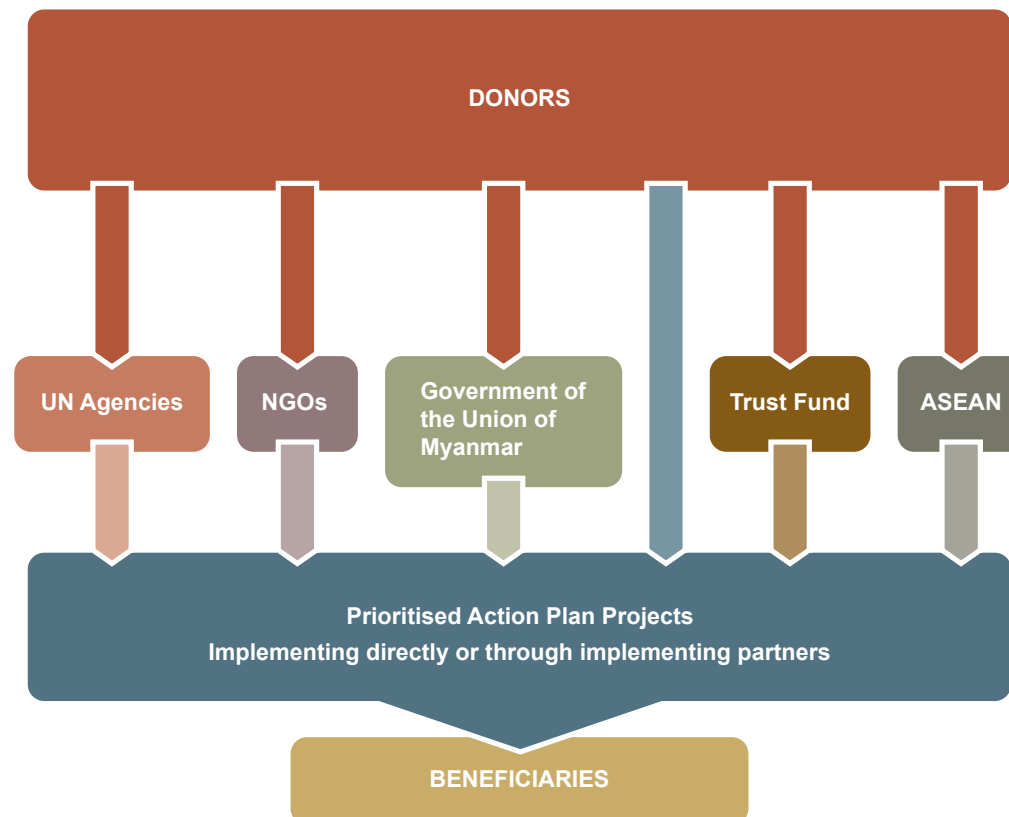 DONORS
UN Agencies
NGOs
Government of
the Union of
Myanmar
Trust Fund
ASEAN
Prioritised Action Plan Projects
Implementing directly or through implementing partners
BENEFICIARIES